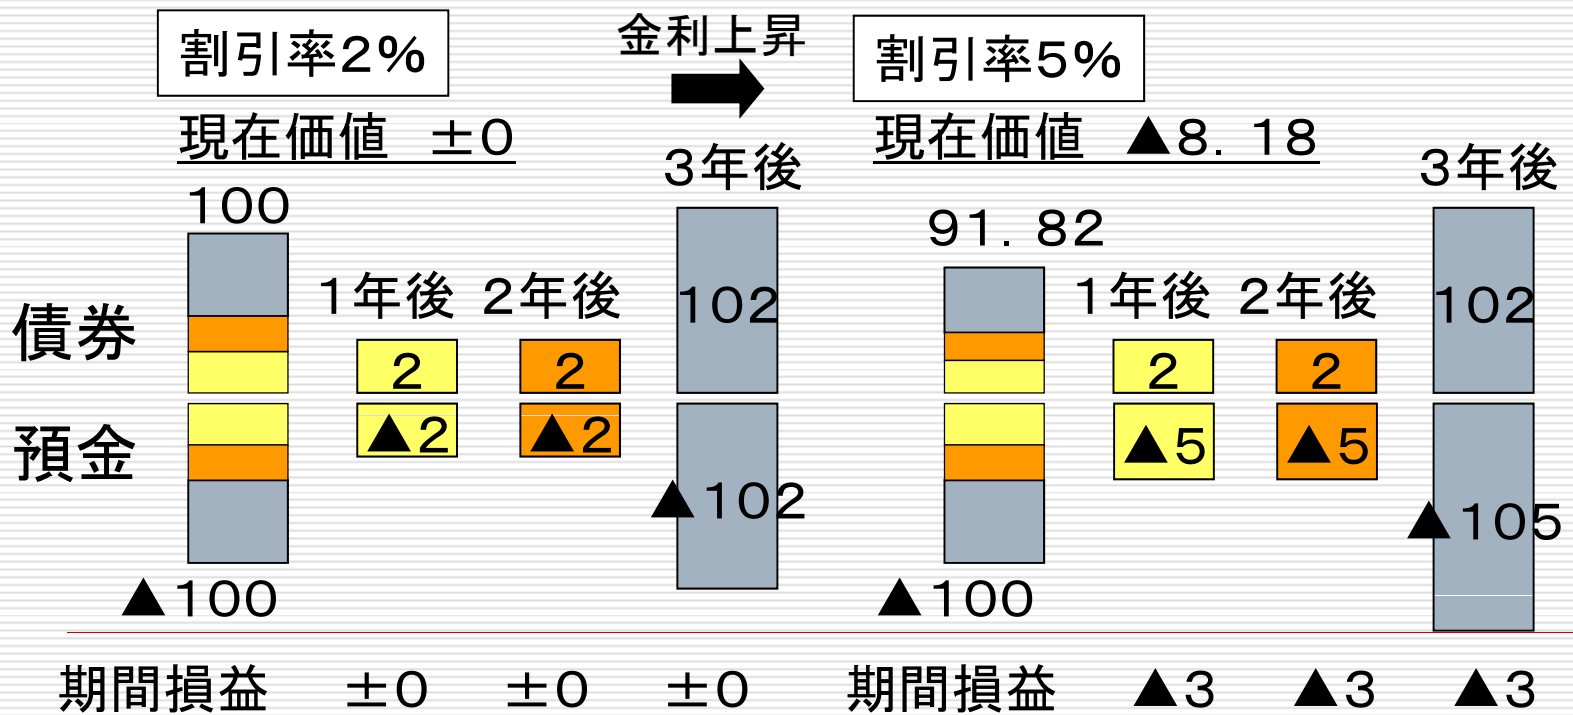 割引率2%
現在価値　±0
100
1年後
2年後
3年後
債券
2
2
102
預金
▲2
▲2
▲102
▲100
期間損益　±0　±0　±0
金利上昇
割引率5%
現在価値　▲8.18
91.82
1年後
2年後
3年後
2
2
102
▲5
▲5
▲105
▲100
期間損益　▲3　▲3　▲3